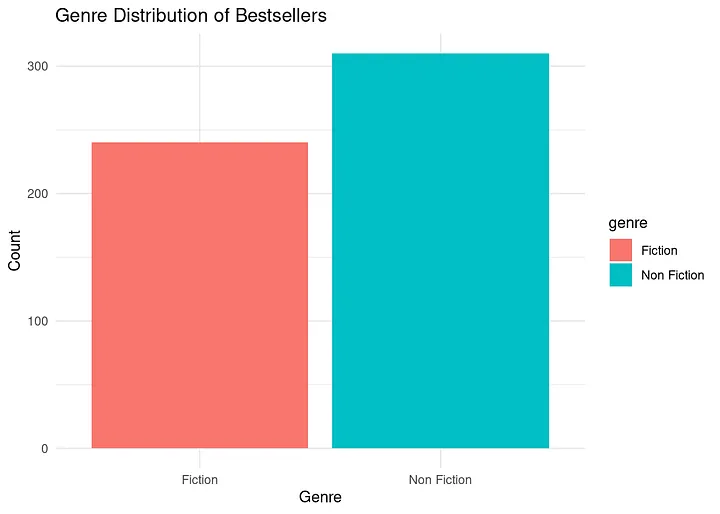 Genre Distribution of Bestsellers
300
200
100
0
Count
Fiction
Non Fiction
Genre
genre
Fiction
Non Fiction